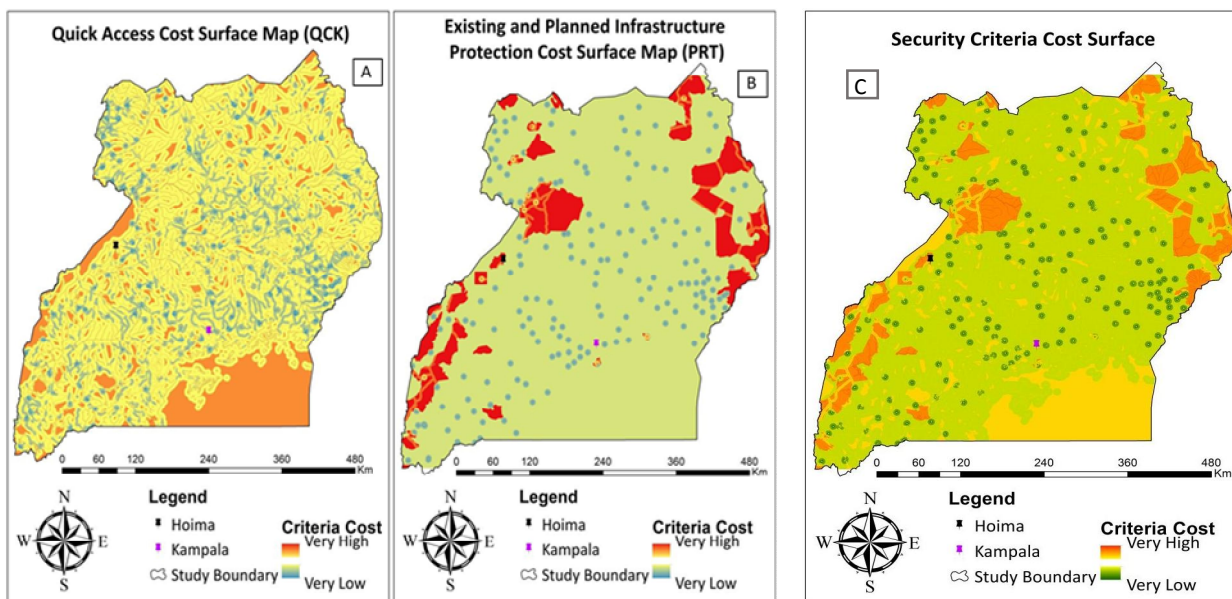 Quick Access Cost Surface Map (QCK)
A
0 60 120 240 360 480
Km
N
W E
S
Legend
Hoima
Kampala
Study Boundary
Criteria Cost
Very High
Very Low
Existing and Planned Infrastructure
Protection Cost Surface Map (PRT)
B
0 60 120 240 360 480
Km
N
W E
S
Legend
Hoima
Kampala
Study Boundary
Criteria Cost
Very High
Very Low
Security Criteria Cost Surface
C
0 60 120 240 360 480
Km
N
W E
S
Legend
Hoima
Kampala
Study Boundary
Criteria Cost
Very High
Very Low